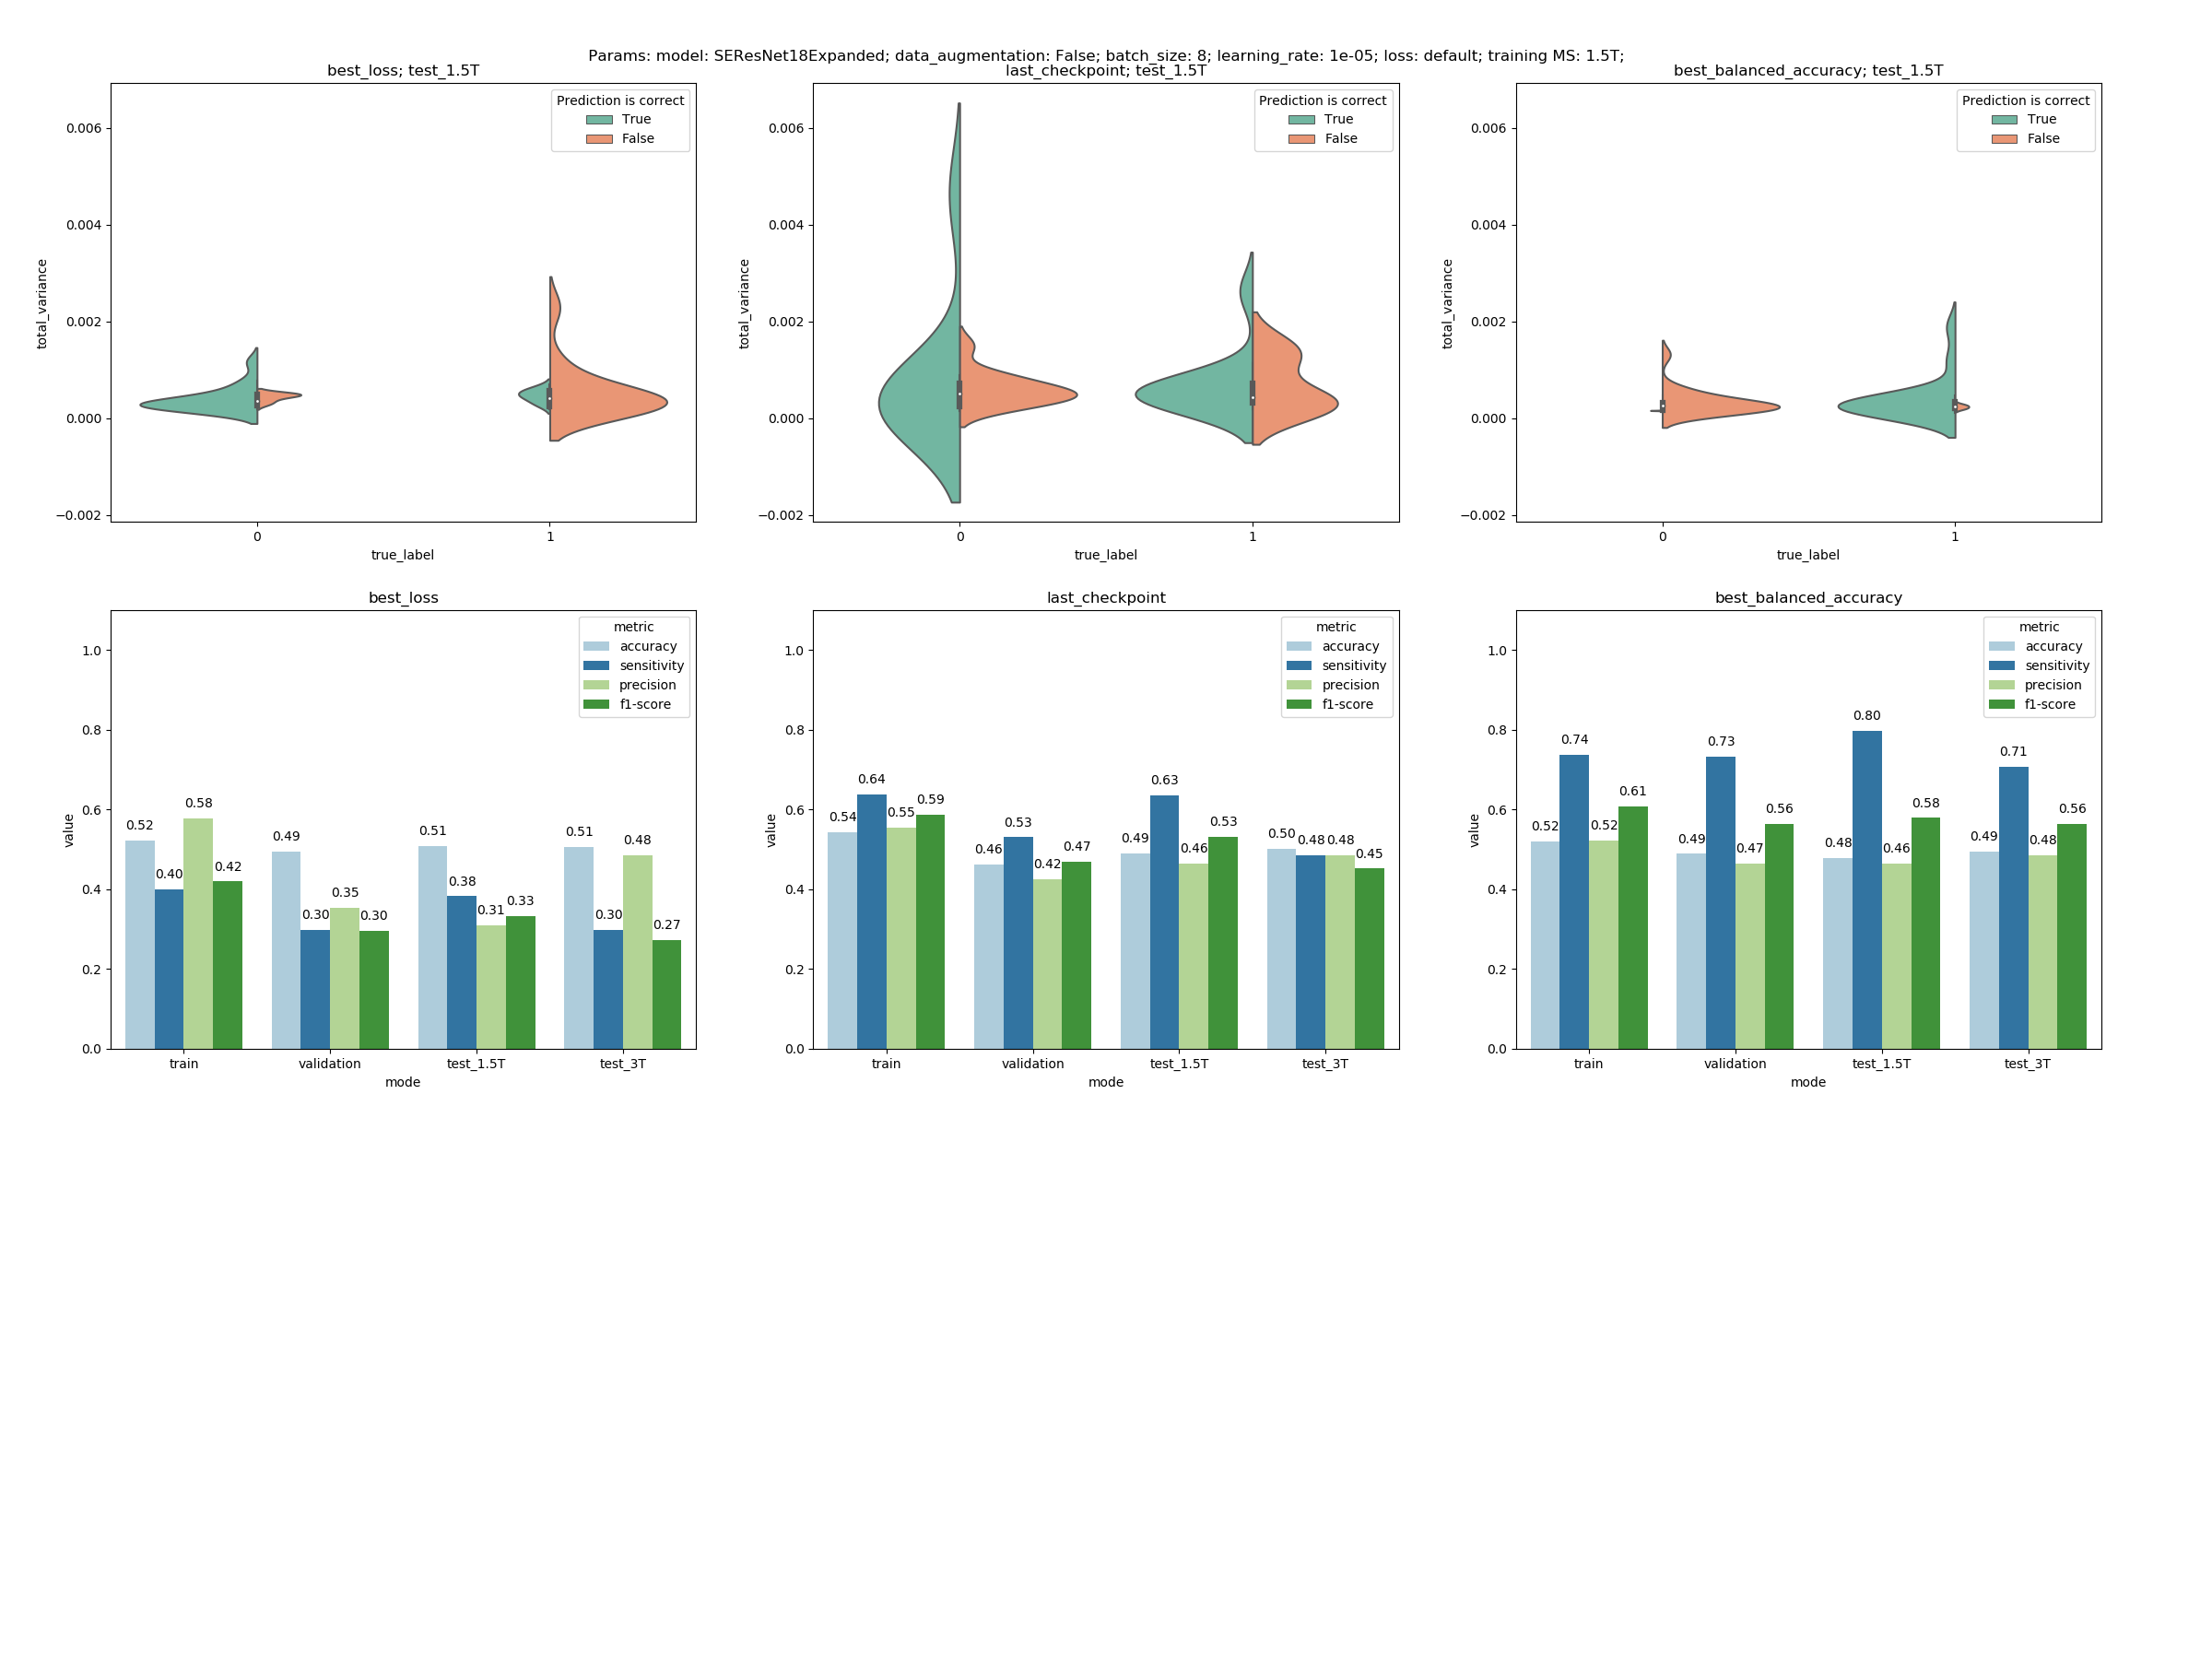 Params: model: SEResNet18Expanded; data_augmentation: False; batch_size: 8; learning_rate: 1e-05; loss: default; training MS: 1.5T;
best_loss; test_1.5T
Prediction is correct
True
False
0.006
0.004
0.002
0.000
−0.002
total_variance
0
1
true_label
last_checkpoint; test_1.5T
Prediction is correct
True
False
0.006
0.004
0.002
0.000
−0.002
total_variance
0
1
true_label
best_balanced_accuracy; test_1.5T
Prediction is correct
True
False
0.006
0.004
0.002
0.000
−0.002
total_variance
0
1
true_label
best_loss
metric
accuracy
sensitivity
precision
f1-score
1.0
0.8
0.6
0.4
0.2
0.0
value
0.52
0.40
0.58
0.42
0.49
0.30
0.35
0.30
0.51
0.38
0.31
0.33
0.51
0.30
0.48
0.27
train
validation
test_1.5T
test_3T
mode
last_checkpoint
metric
accuracy
sensitivity
precision
f1-score
1.0
0.8
0.6
0.4
0.2
0.0
value
0.54
0.64
0.55
0.59
0.46
0.53
0.42
0.47
0.49
0.63
0.46
0.53
0.50
0.48
0.48
0.45
train
validation
test_1.5T
test_3T
mode
best_balanced_accuracy
metric
accuracy
sensitivity
precision
f1-score
1.0
0.8
0.6
0.4
0.2
0.0
value
0.52
0.74
0.52
0.61
0.49
0.73
0.47
0.56
0.48
0.80
0.46
0.58
0.49
0.71
0.48
0.56
train
validation
test_1.5T
test_3T
mode